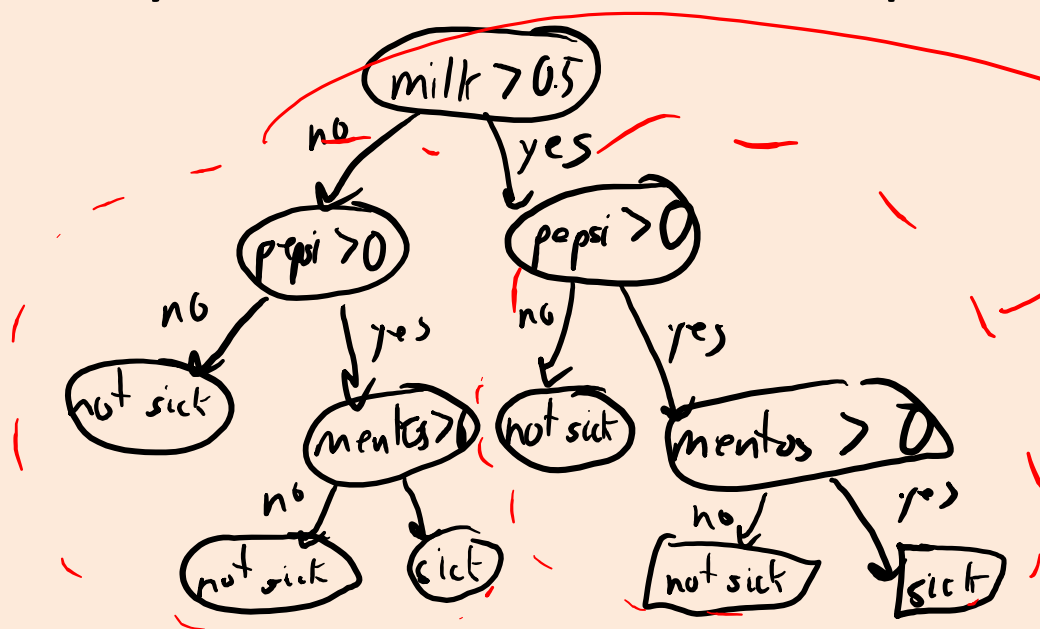 milk > 0.5
no
yes
pepsi > 0
pepsi > 0
no
yes
no
yes
not sick
mentos > 0
not sick
mentos > 0
no
no
yes
not sick
sick
not sick
sick